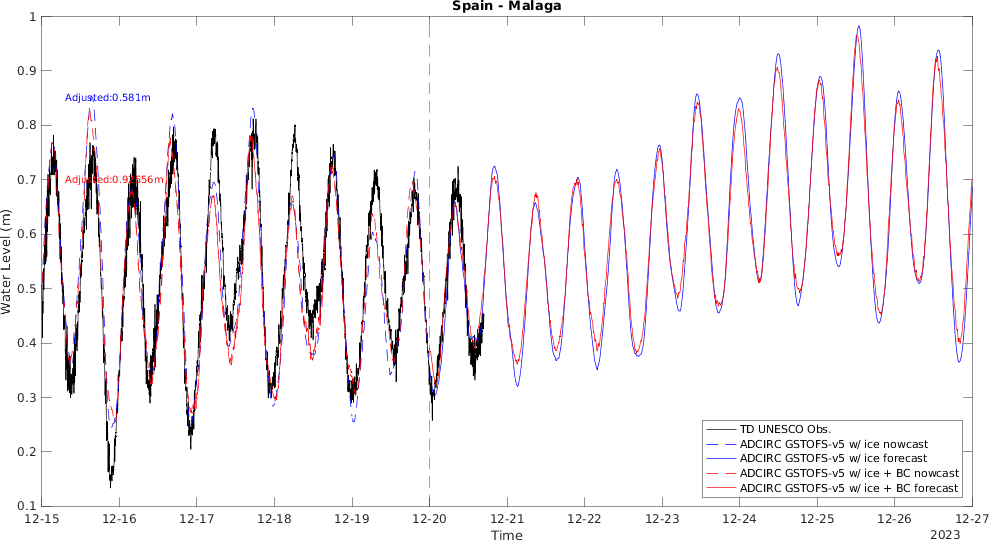 Spain - Malaga
Water Level (m)
1
0.9
0.8
0.7
0.6
0.5
0.4
0.3
0.2
0.1
Adjusted:0.581m
TD UNESCO Obs.
ADCIRC GSTOFS-v5 w/ ice nowcast
ADCIRC GSTOFS-v5 w/ ice forecast
ADCIRC GSTOFS-v5 w/ ice + BC nowcast
ADCIRC GSTOFS-v5 w/ ice + BC forecast
12-15 12-16 12-17 12-18 12-19 12-20 12-21 12-22 12-23 12-24 12-25 12-26 12-27
Time
2023